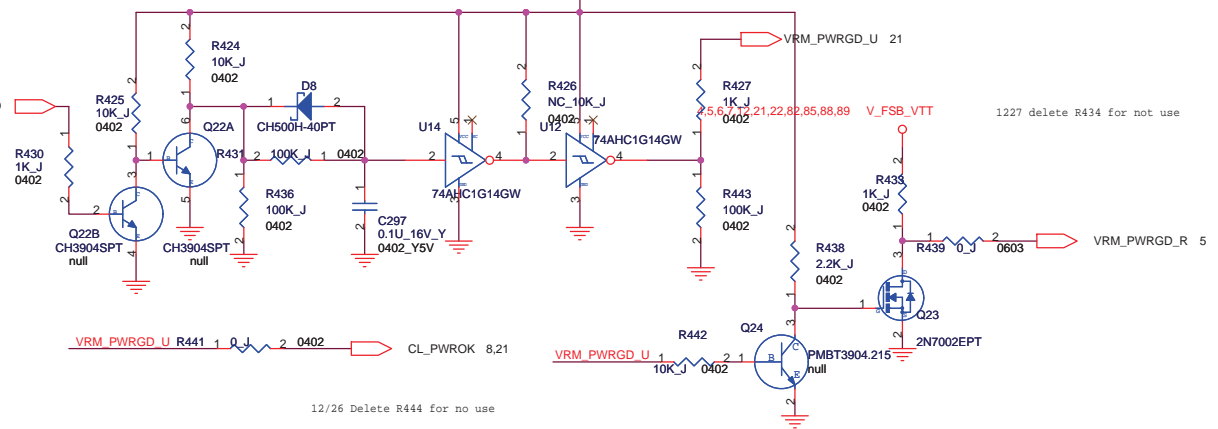 VRM_PWRGD_U 21
R424
10K_J
0402
R425
10K_J
0402
D8
CH500H-40PT
R426
NC_10K_J
0402
R427
1K_J
0402
4,5,6,7,12,21,22,82,85,88,89 V_FSB_VTT
1227 delete R434 for not use
Q22A
U14
U12
74AHC1G14GW
R430
1K_J
0402
R431
100K_J
0402
R433
1K_J
0402
74AHC1G14GW
R436
100K_J
0402
R443
100K_J
0402
C297
0.1U_16V_Y
0402_Y5V
Q22B
CH3904SPT
null
CH3904SPT
null
R438
2.2K_J
0402
R439
0_J
0603
VRM_PWRGD_R 5
Q23
2N7002EPT
VRM_PWRGD_U
R441
0_J
0402
CL_PWROK 8,21
VRM_PWRGD_U
R442
10K_J
0402
Q24
PMBT3904.215
null
12/26 Delete R444 for no use